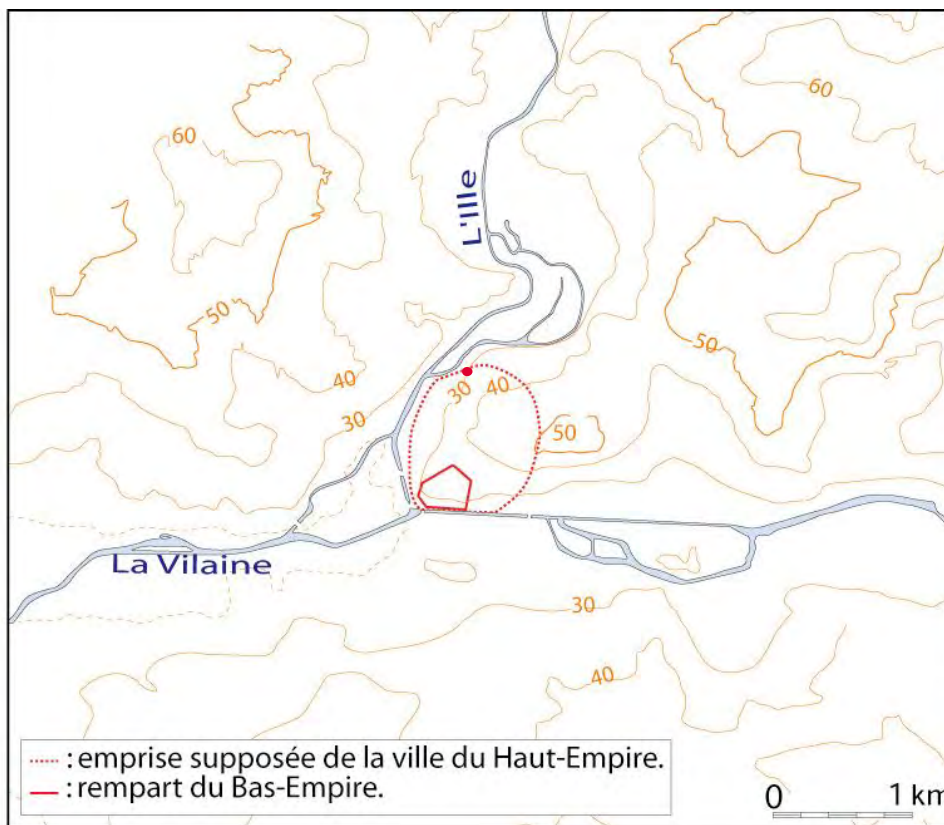 60
60
L'Ille
50
50
40
30
30
40
50
La Vilaine
30
40
: emprise supposée de la ville du Haut-Empire.
: rempart du Bas-Empire.
0 1 km